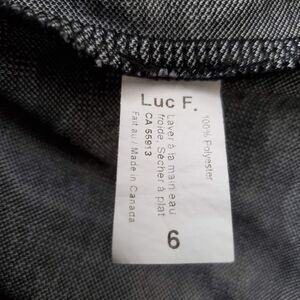 Luc F.
100% Polyester
Laver à la main eau
froide, Sécher à plat
CA 55913
Fait au / Made in Canada
6